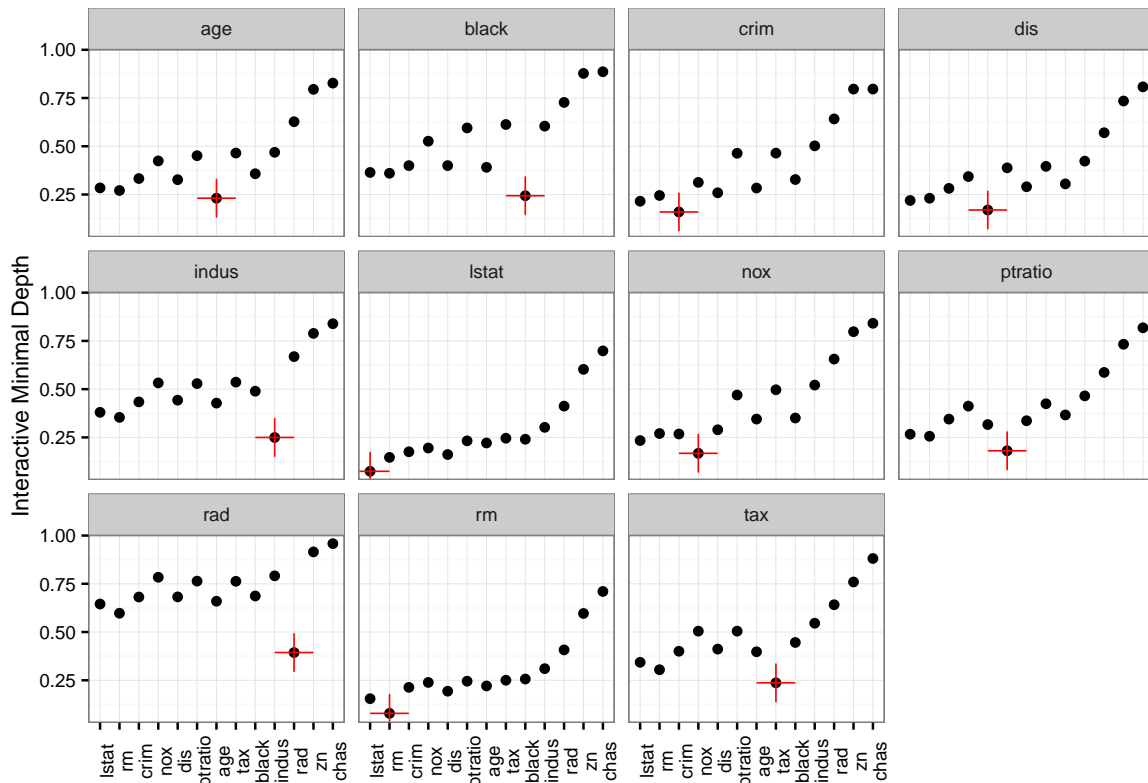 age black crim dis
1.00
0.75
0.50
0.25
indus lstat nox ptratio
1.00
0.75
0.50
0.25
Interactive Minimal Depth
rad rm tax
1.00
0.75
0.50
0.25
lstat rm crim nox dis ptratio age tax black indus rad zn chas
lstat rm crim nox dis ptratio age tax black indus rad zn chas
lstat rm crim nox dis ptratio age tax black indus rad zn chas